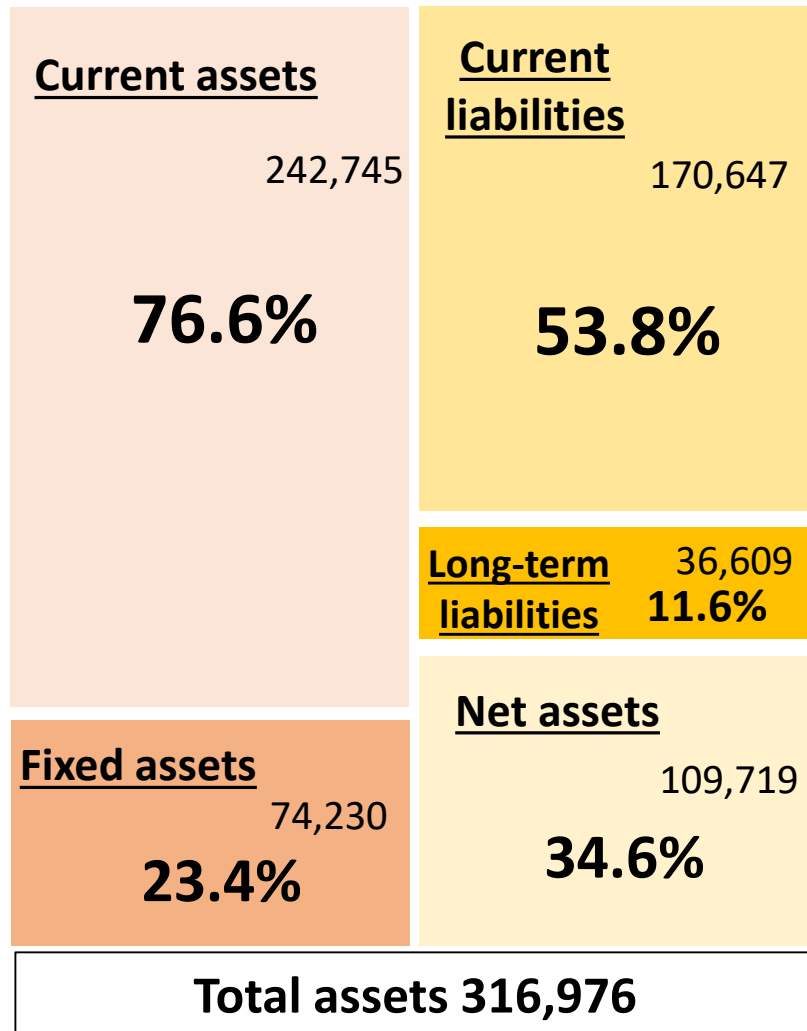 Current assets
242,745
76.6%
Fixed assets
74,230
23.4%
Current
liabilities
170,647
53.8%
Long-term
liabilities
36,609
11.6%
Net assets
109,719
34.6%
Total assets 316,976